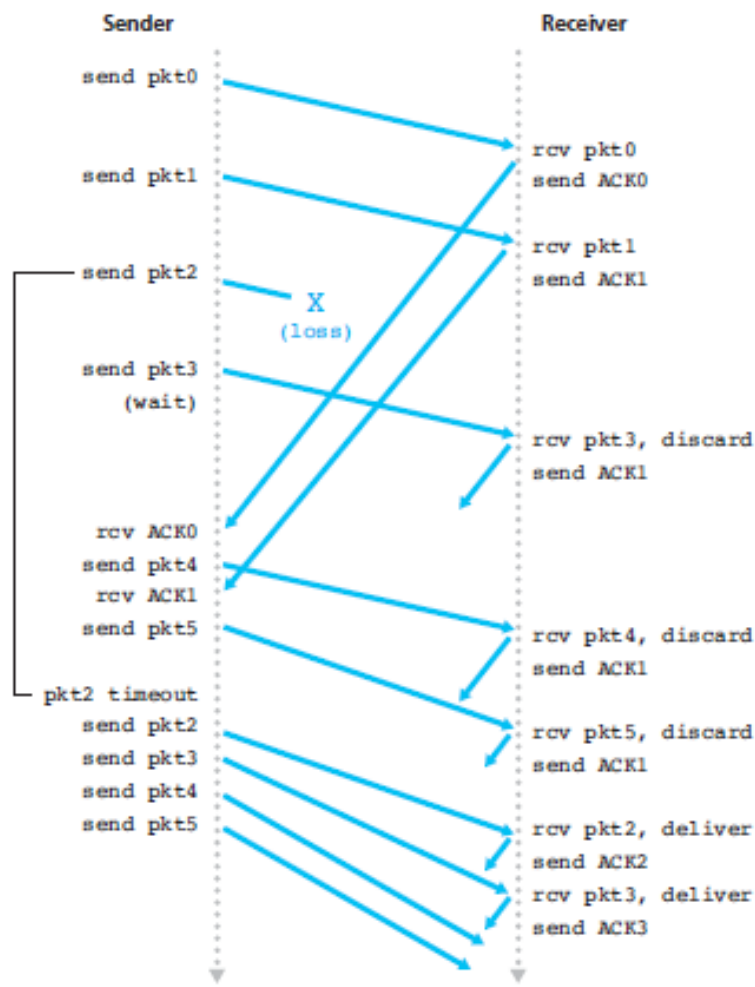 Sender
Receiver
send pkt0
rcv pkt0
send ACK0
send pkt1
rcv pkt1
send ACK1
send pkt2
X
(loss)
send pkt3
(wait)
rcv pkt3, discard
send ACK1
rcv ACK0
send pkt4
rcv ACK1
send pkt5
rcv pkt4, discard
send ACK1
pkt2 timeout
send pkt2
send pkt3
send pkt4
send pkt5
rcv pkt5, discard
send ACK1
rcv pkt2, deliver
send ACK2
rcv pkt3, deliver
send ACK3